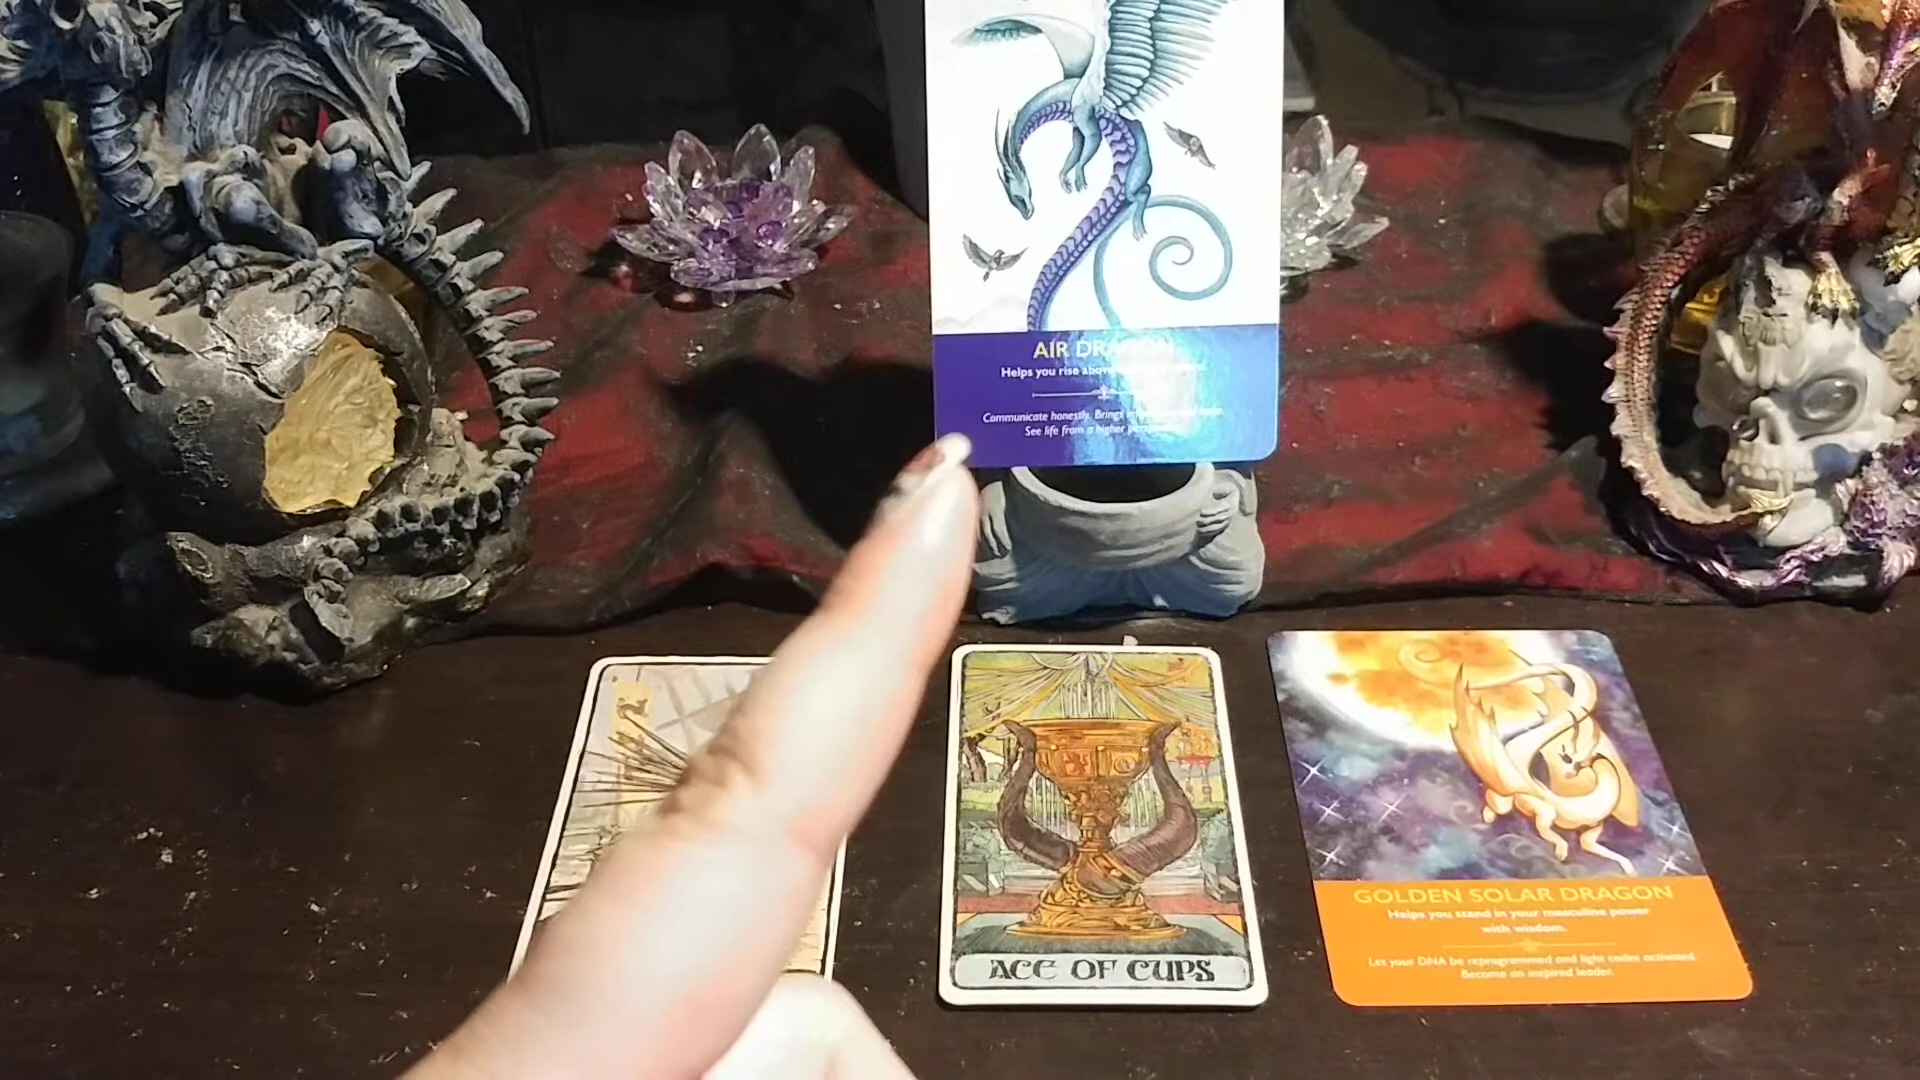 AIR DRAGON
Helps you rise above
Communicate honestly. Brings
See life from a higher
ACE OF CUPS
GOLDEN SOLAR DRAGON
Helps you stand in your masculine power
with wisdom.
Let your DNA be reprogrammed and light codes activated.
Become an inspired leader.